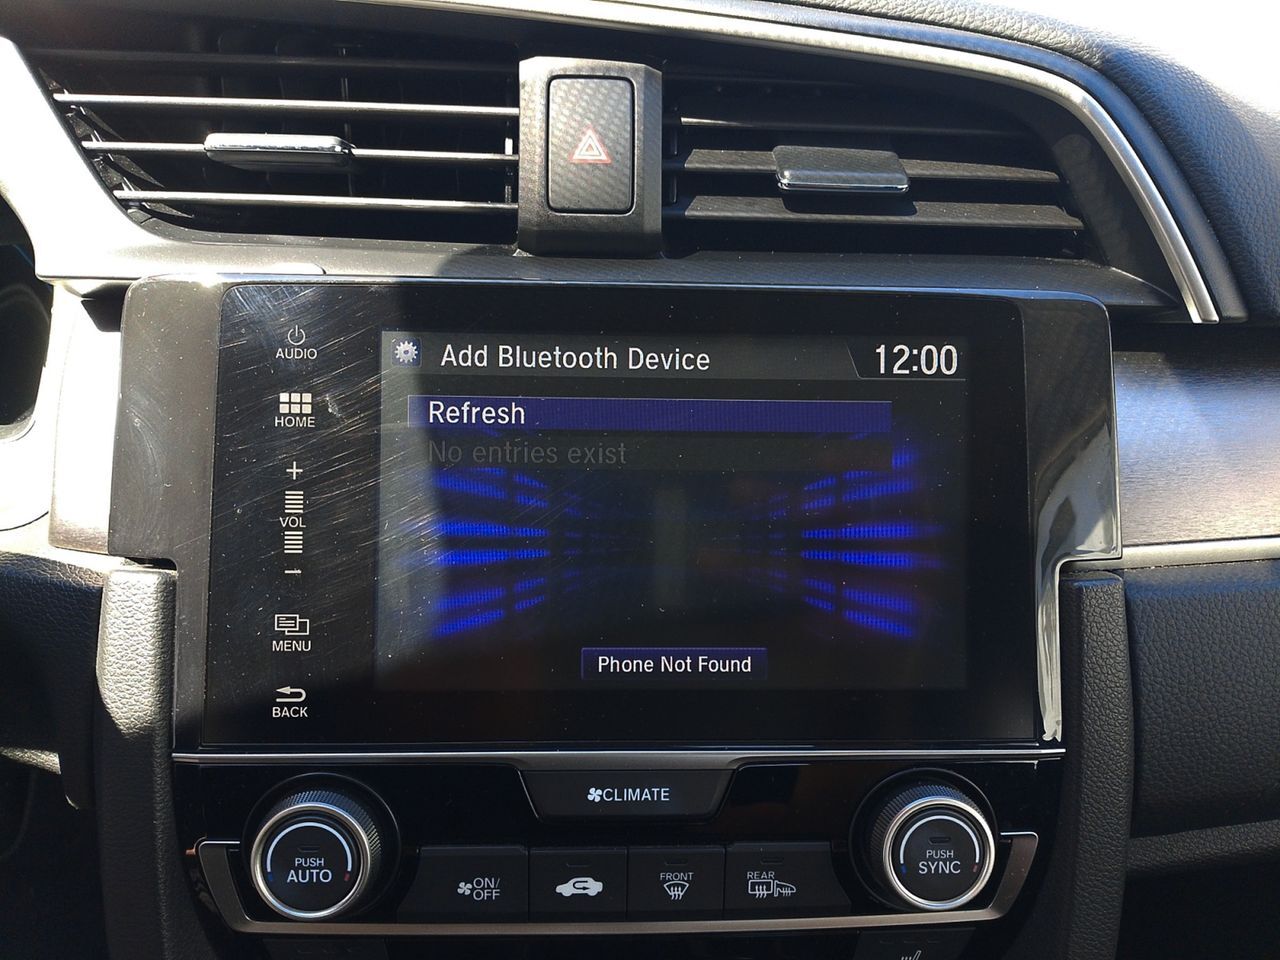 AUDIO
Add Bluetooth Device
12:00
HOME
Refresh
No entries exist
+
VOL
-
MENU
Phone Not Found
BACK
CLIMATE
PUSH
AUTO
ON/
OFF
FRONT
REAR
PUSH
SYNC